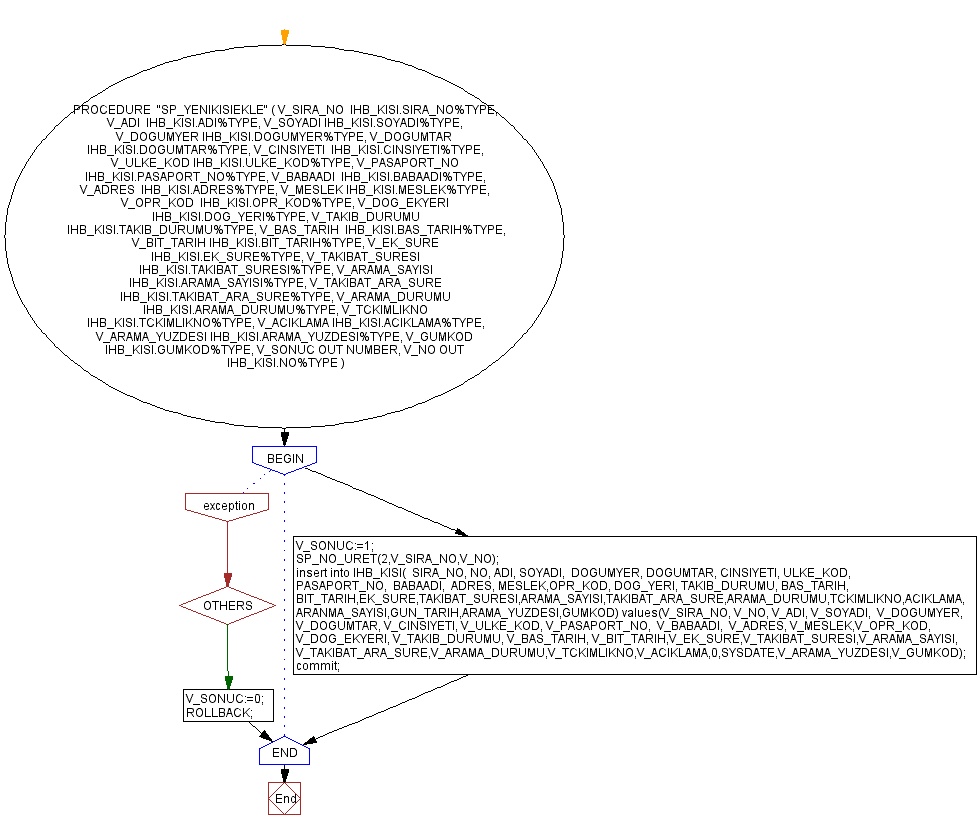 PROCEDURE "SP_YENIKISIEKLE" ( V_SIRA_NO IHB_KISI.SIRA_NO%TYPE,
V_ADI IHB_KISI.ADI%TYPE, V_SOYADI IHB_KISI.SOYADI%TYPE,
V_DOGUMYER IHB_KISI.DOGUMYER%TYPE, V_DOGUMTAR
IHB_KISI.DOGUMTAR%TYPE, V_CINSIYETI IHB_KISI.CINSIYETI%TYPE,
V_ULKE_KOD IHB_KISI.ULKE_KOD%TYPE, V_PASAPORT_NO
IHB_KISI.PASAPORT_NO%TYPE, V_BABAADI IHB_KISI.BABAADI%TYPE,
V_ADRES IHB_KISI.ADRES%TYPE, V_MESLEK IHB_KISI.MESLEK%TYPE,
V_OPR_KOD IHB_KISI.OPR_KOD%TYPE, V_DOG_EKYERI
IHB_KISI.DOG_YERI%TYPE, V_TAKIB_DURUMU
IHB_KISI.TAKIB_DURUMU%TYPE, V_BAS_TARIH IHB_KISI.BAS_TARIH%TYPE,
V_BIT_TARIH IHB_KISI.BIT_TARIH%TYPE, V_EK_SURE
IHB_KISI.EK_SURE%TYPE, V_TAKIBAT_SURESI
IHB_KISI.TAKIBAT_SURESI%TYPE, V_ARAMA_SAYISI
IHB_KISI.ARAMA_SAYISI%TYPE, V_TAKIBAT_ARA_SURE
IHB_KISI.TAKIBAT_ARA_SURE%TYPE, V_ARAMA_DURUMU
IHB_KISI.ARAMA_DURUMU%TYPE, V_TCKIMLIKNO
IHB_KISI.TCKIMLIKNO%TYPE, V_ACIKLAMA IHB_KISI.ACIKLAMA%TYPE,
V_ARAMA_YUZDESI IHB_KISI.ARAMA_YUZDESI%TYPE, V_GUMKOD
IHB_KISI.GUMKOD%TYPE, V_SONUC OUT NUMBER, V_NO OUT
IHB_KISI.NO%TYPE )
BEGIN
exception
V_SONUC:=1;
SP_NO_URET(2,V_SIRA_NO,V_NO);
insert into IHB_KISI( SIRA_NO, NO, ADI, SOYADI, DOGUMYER, DOGUMTAR, CINSIYETI, ULKE_KOD,
PASAPORT_NO, BABAADI, ADRES, MESLEK,OPR_KOD, DOG_YERI, TAKIB_DURUMU, BAS_TARIH,
BIT_TARIH,EK_SURE,TAKIBAT_SURESI,ARAMA_SAYISI,TAKIBAT_ARA_SURE,ARAMA_DURUMU,TCKIMLIKNO,ACIKLAMA,
ARANMA_SAYISI,GUN_TARIH,ARAMA_YUZDESI,GUMKOD) values(V_SIRA_NO, V_NO, V_ADI, V_SOYADI, V_DOGUMYER,
V_DOGUMTAR, V_CINSIYETI, V_ULKE_KOD, V_PASAPORT_NO, V_BABAADI, V_ADRES, V_MESLEK,V_OPR_KOD,
V_DOG_EKYERI, V_TAKIB_DURUMU, V_BAS_TARIH, V_BIT_TARIH,V_EK_SURE,V_TAKIBAT_SURESI,V_ARAMA_SAYISI,
V_TAKIBAT_ARA_SURE,V_ARAMA_DURUMU,V_TCKIMLIKNO,V_ACIKLAMA,0,SYSDATE,V_ARAMA_YUZDESI,V_GUMKOD);
commit;
OTHERS
V_SONUC:=0;
ROLLBACK;
END
End